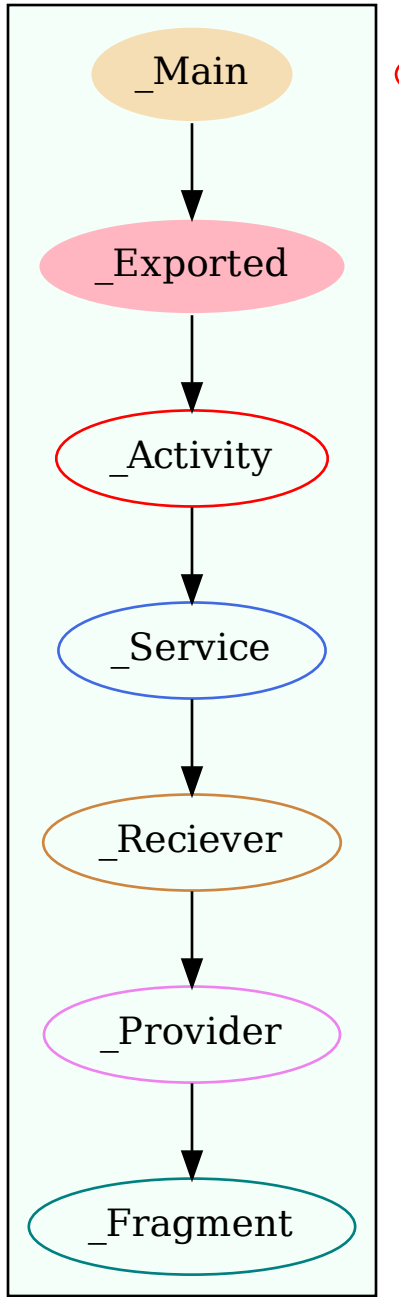 _Main
_Exported
_Activity
_Service
_Reciever
_Provider
_Fragment